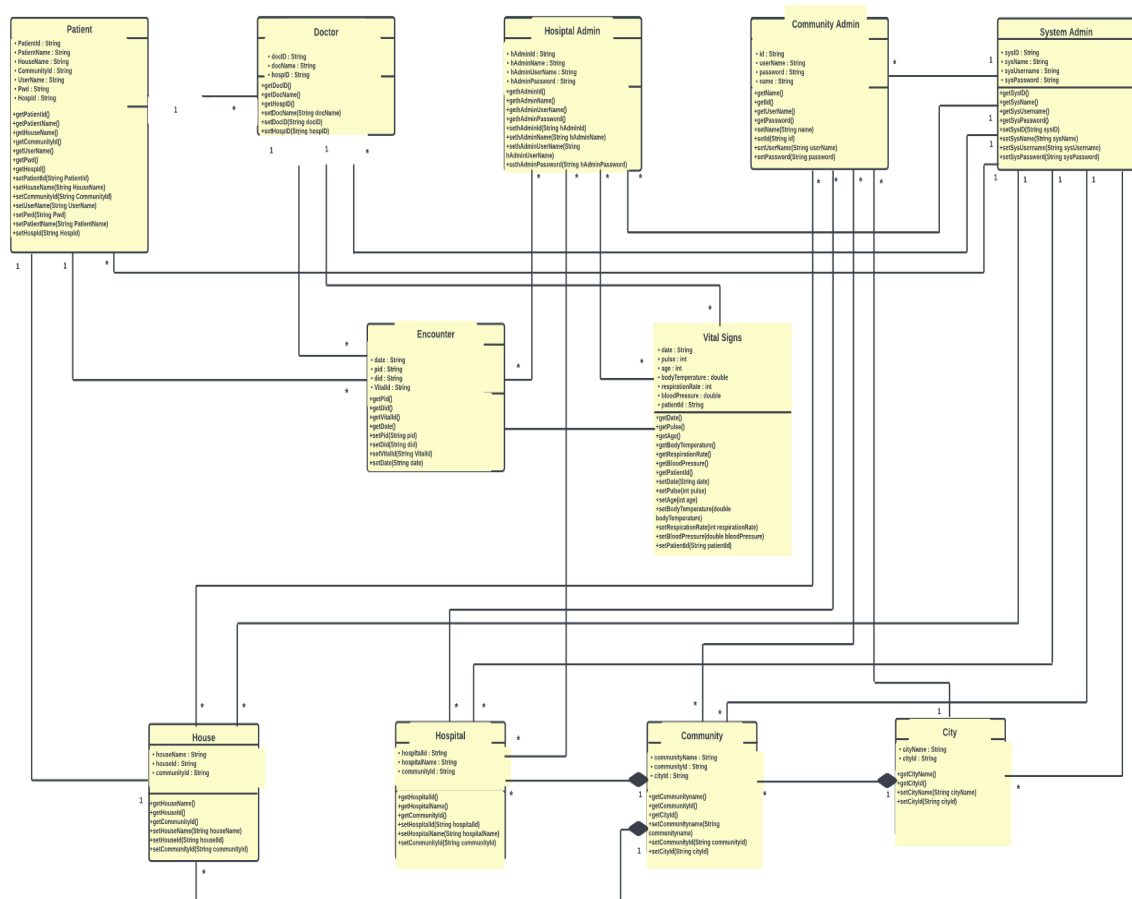 Patient
• PatientId : String
• PatientName : String
• HouseName : String
• CommunityId : String
• UserName : String
• Pwd : String
• HospId : String
+getPatientId()
+getPatientName()
+getHouseName()
+getCommunityId()
+getUserName()
+getPwd()
+getHospId()
+setPatientId(String PatientId)
+setHouseName(String HouseName)
+setCommunityId(String CommunityId)
+setUserName(String UserName)
+setPwd(String Pwd)
+setPatientName(String PatientName)
+setHospId(String HospId)
1
1
*
1
*
Doctor
• docID : String
• docName : String
• hospID : String
+getDocID()
+getDocName()
+getHospID()
+setDocName(String docName)
+setDocID(String docID)
+setHospID(String hospID)
1
1
*
Hosiptal Admin
• hAdminId : String
• hAdminName : String
• hAdminUserName : String
• hAdminPassword : String
+gethAdminId()
+gethAdminName()
+gethAdminUserName()
+gethAdminPassword()
+sethAdminId(String hAdminId)
+sethAdminName(String hAdminName)
+sethAdminUserName(String
hAdminUserName)
+sethAdminPassword(String hAdminPassword)
*
*
*
*
Community Admin
• id : String
• userName : String
• password : String
• name : String
+getName()
+getId()
+getUserName()
+getPassword()
+setName(String name)
+setId(String id)
+setUserName(String userName)
+setPassword(String password)
*
*
*
*
*
1
1
1
System Admin
• sysID : String
• sysName : String
• sysUsername : String
• sysPassword : String
+getSysID()
+getSysName()
+getSysUsername()
+getSysPassword()
+setSysID(String sysID)
+setSysName(String sysName)
+setSysUsername(String sysUsername)
+setSysPassword(String sysPassword)
1
1
1
1
Encounter
• date : String
• pid : String
• did : String
• VitalId : String
+getPid()
+getDid()
+getVitalId()
+getDate()
+setPid(String pid)
+setDid(String did)
+setVitalId(String VitalId)
+setDate(String date)
*
*
*
Vital Signs
• date : String
• pulse : int
• age : int
• bodyTemperature : double
• respirationRate : int
• bloodPressure : double
• patientId : String
+getDate()
+getPulse()
+getAge()
+getBodyTemperature()
+getRespirationRate()
+getBloodPressure()
+getPatientId()
+setDate(String date)
+setPulse(int pulse)
+setAge(int age)
+setBodyTemperature(double
bodyTemperature)
+setRespirationRate(int respirationRate)
+setBloodPressure(double bloodPressure)
+setPatientId(String patientId)
*
*
House
• houseName : String
• houseId : String
• communityId : String
+getHouseName()
+getHouseId()
+getCommunityId()
+setHouseName(String houseName)
+setHouseId(String houseIId)
+setCommunityId(String communityId)
*
*
1
*
Hospital
• hospitalId : String
• hospitalName : String
• communityId : String
+getHospitalId()
+getHospitalName()
+getCommunityId()
+setHospitalId(String hospitalId)
+setHospitalName(String hospitalName)
+setCommunityId(String communityId)
*
*
*
*
Community
• communityName : String
• communityId : String
• cityId : String
+getCommunityname()
+getCommunityId()
+getCityId()
+setCommunityname(String
communityname)
+setCommunityId(String communityId)
+setCityId(String cityId)
*
*
1
1
*
City
• cityName : String
• cityId : String
+getCityName()
+getCityId()
+setCityName(String cityName)
+setCityId(String cityId)
1
1
*